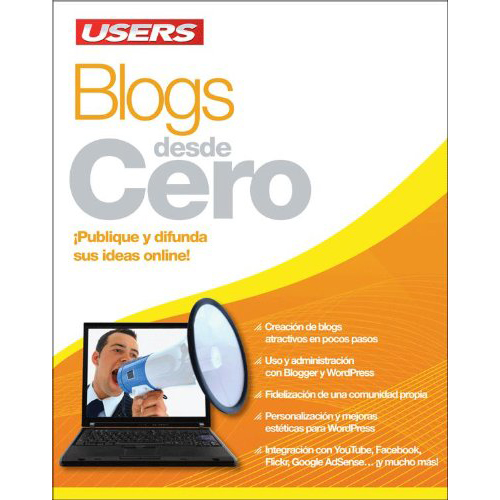 USERS
Blogs
desde
Cero
¡Publique y difunda
sus ideas online!
Creación de blogs
atractivos en pocos pasos
Uso y administración
con Blogger y WordPress
Fidelización de una comunidad propia
Personalización y mejoras
estéticas para WordPress
Integración con YouTube, Facebook,
Flickr, Google AdSense... ¡y mucho más!